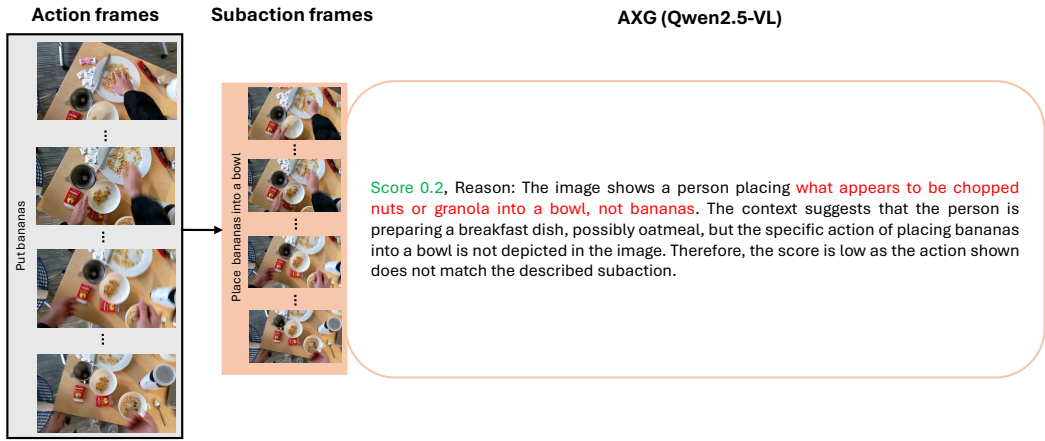 Action frames
Subaction frames
AXG (Qwen2.5-VL)
Put bananas
Place bananas into a bowl
Score 0.2, Reason: The image shows a person placing what appears to be chopped
nuts or granola into a bowl, not bananas. The context suggests that the person is
preparing a breakfast dish, possibly oatmeal, but the specific action of placing bananas
into a bowl is not depicted in the image. Therefore, the score is low as the action shown
does not match the described subaction.